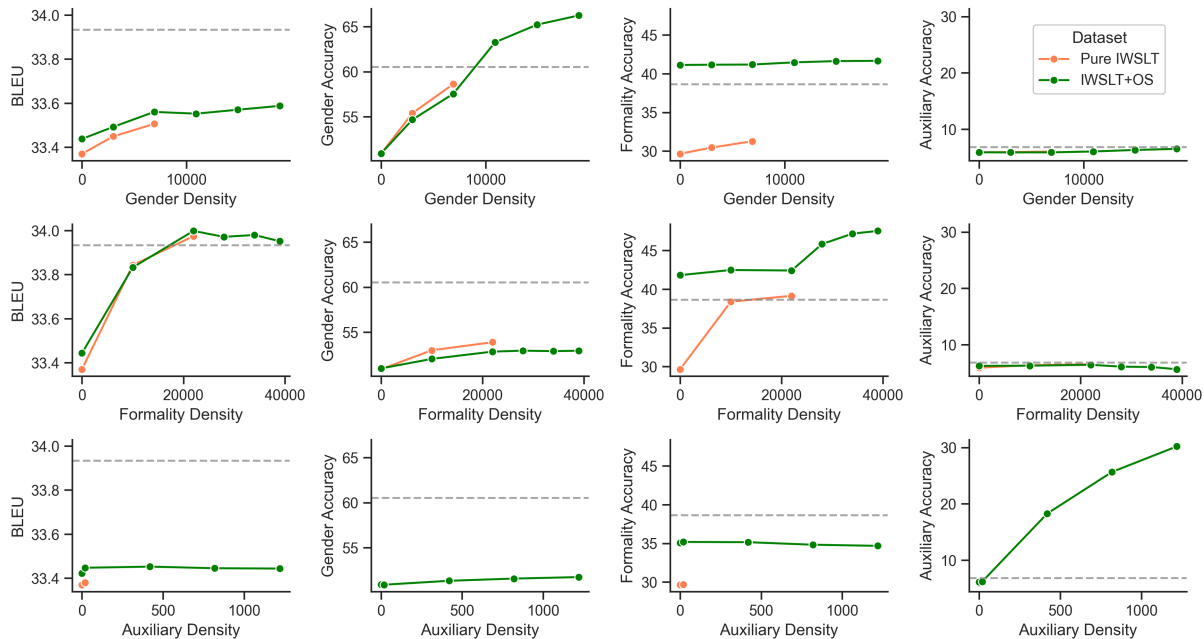 BLEU
34.0
33.8
33.6
33.4
0
10000
Gender Density
Gender Accuracy
65
60
55
10000
Gender Density
Formality Accuracy
45
40
35
30
0
10000
Gender Density
Auxiliary Accuracy
30
10
0
10000
Gender Density
Dataset
Pure IWSLT
IWSLT+OS
BLEU
34.0
33.8
33.6
33.4
0
20000
40000
Formality Density
Gender Accuracy
65
60
55
0
20000
40000
Formality Density
Formality Accuracy
45
40
35
30
0
20000
40000
Formality Density
Auxiliary Accuracy
30
20
10
0
20000
40000
Formality Density
BLEU
34.0
33.8
33.6
33.4
0
500
1000
Auxiliary Density
Gender Accuracy
65
60
55
0
500
1000
Auxiliary Density
Formality Accuracy
45
40
35
30
0
500
1000
Auxiliary Density
Auxiliary Accuracy
30
20
10
0
500
1000
Auxiliary Density